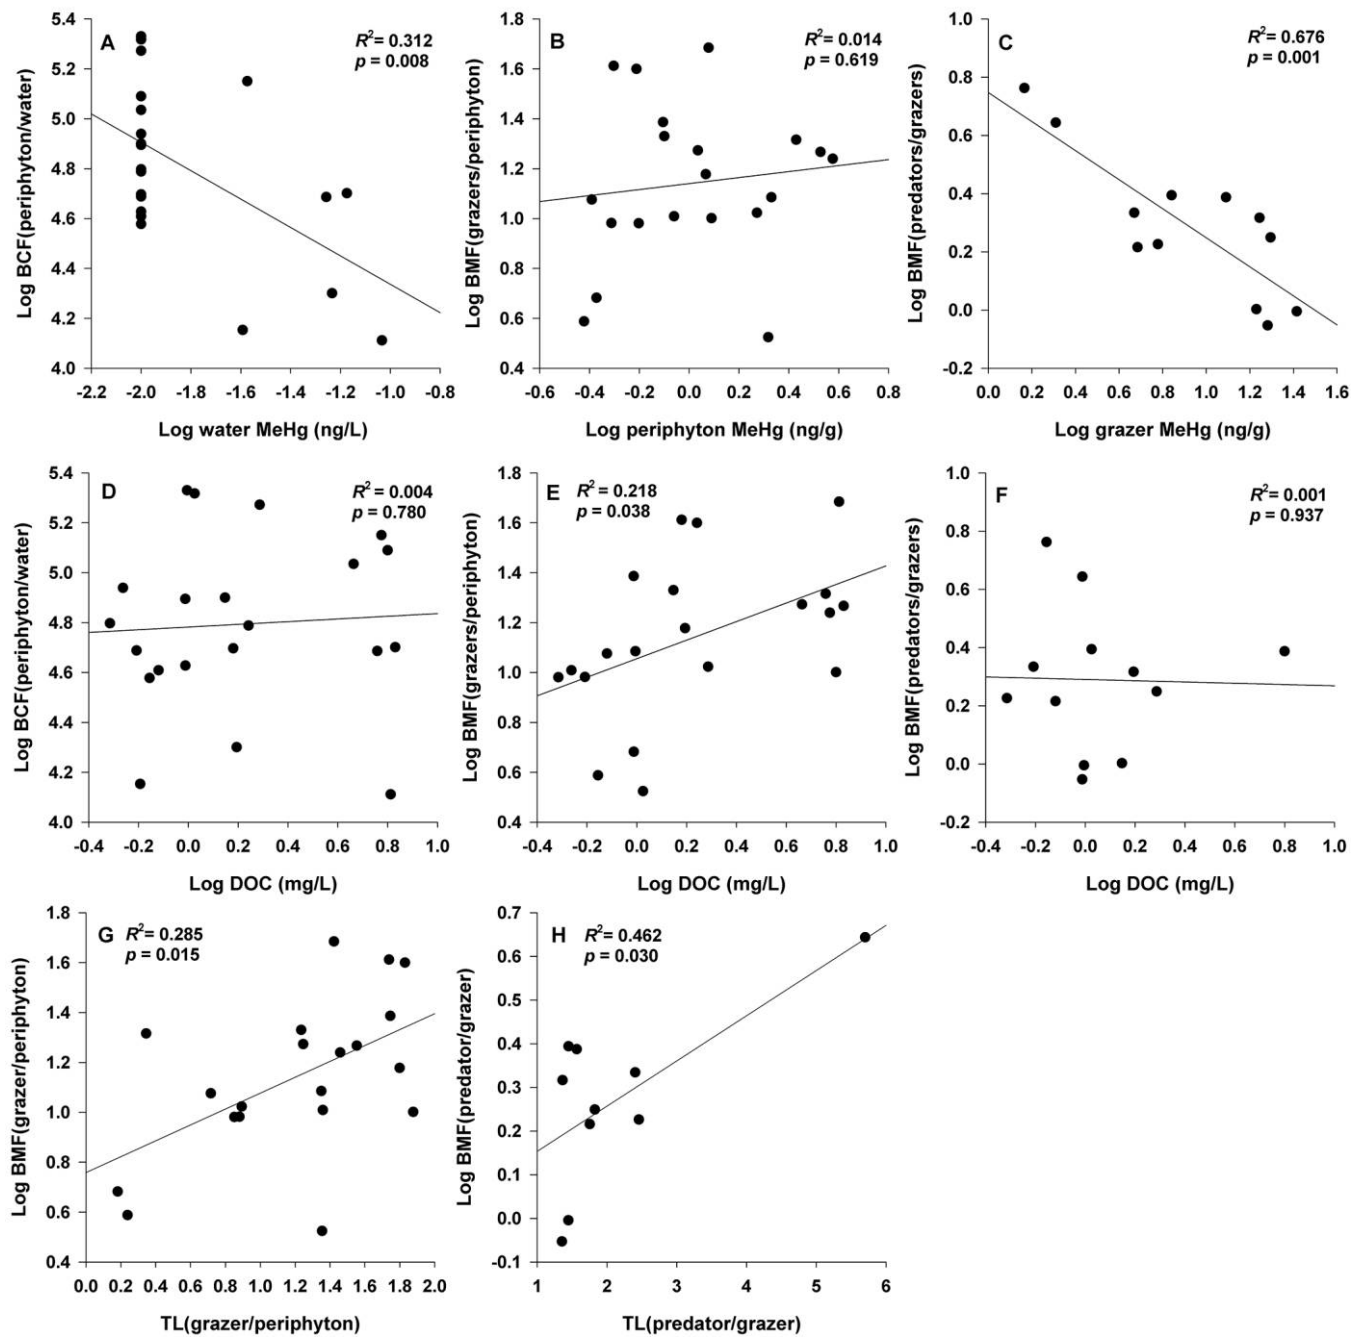 A
R² = 0.312
p = 0.008
5.4
5.2
5.0
4.8
4.6
4.4
4.2
4.0
Log BCF(periphyton/water)
-2.2 -2.0 -1.8 -1.6 -1.4 -1.2 -1.0 -0.8
Log water MeHg (ng/L)
B
R² = 0.014
p = 0.619
1.8
1.6
1.4
1.2
1.0
0.8
0.6
0.4
Log BMF(grazers/periphyton)
-0.6 -0.4 -0.2 0.0 0.2 0.4 0.6 0.8
Log periphyton MeHg (ng/g)
C
R² = 0.676
p = 0.001
1.0
0.8
0.6
0.4
0.2
0.0
-0.2
Log BMF(predators/grazers)
0.0 0.2 0.4 0.6 0.8 1.0 1.2 1.4 1.6
Log grazer MeHg (ng/g)
D
R² = 0.004
p = 0.780
5.4
5.2
5.0
4.8
4.6
4.4
4.2
4.0
Log BCF(periphyton/water)
-0.4 -0.2 0.0 0.2 0.4 0.6 0.8 1.0
Log DOC (mg/L)
E
R² = 0.218
p = 0.038
1.8
1.6
1.4
1.2
1.0
0.8
0.6
0.4
Log BMF(grazers/periphyton)
-0.4 -0.2 0.0 0.2 0.4 0.6 0.8 1.0
Log DOC (mg/L)
F
R² = 0.001
p = 0.937
1.0
0.8
0.6
0.4
0.2
0.0
-0.2
Log BMF(predators/grazers)
-0.4 -0.2 0.0 0.2 0.4 0.6 0.8 1.0
Log DOC (mg/L)
G
R² = 0.285
p = 0.015
1.8
1.6
1.4
1.2
1.0
0.8
0.6
0.4
Log BMF(grazer/periphyton)
0.0 0.2 0.4 0.6 0.8 1.0 1.2 1.4 1.6 1.8 2.0
TL(grazer/periphyton)
H
R² = 0.462
p = 0.030
0.7
0.6
0.5
0.4
0.3
0.2
0.1
0.0
-0.1
Log BMF(predator/grazer)
1 2 3 4 5 6
TL(predator/grazer)